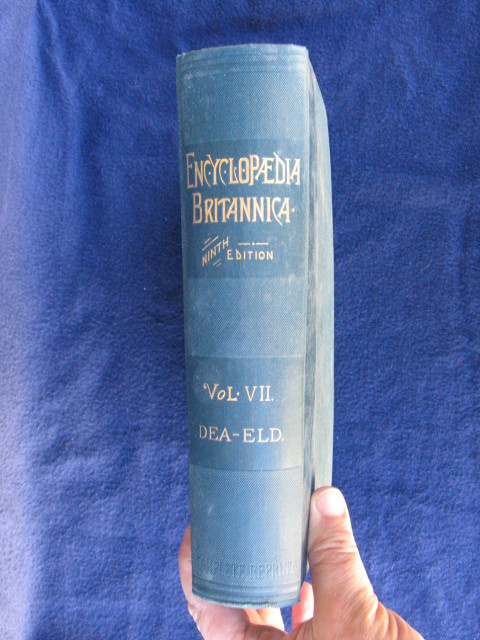 ENCYCLOPÆDIA
BRITANNICA
NINTH EDITION
VOL. VII.
DEA-ELD.